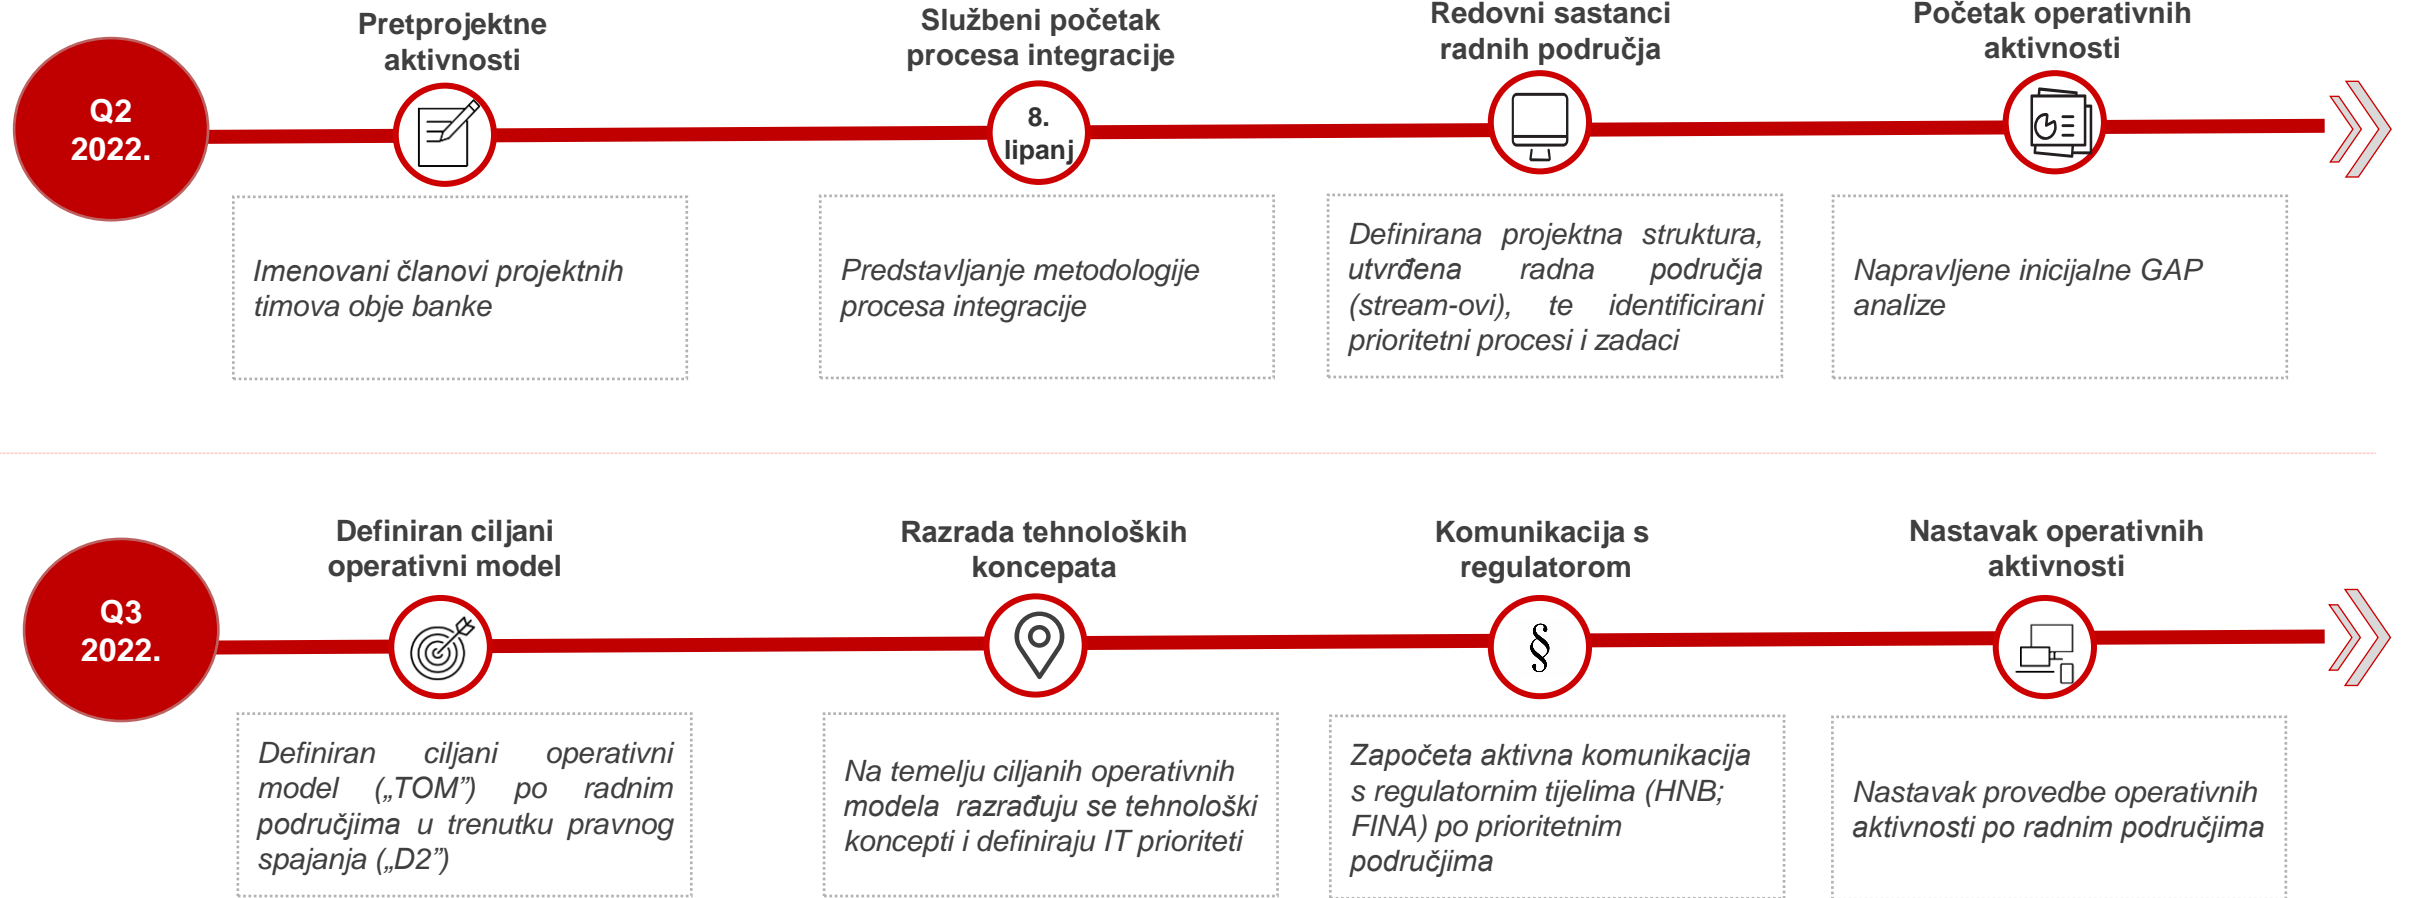 Q2
2022.
Pretprojektne
aktivnosti
Imenovani članovi projektnih
timova obje banke
Službeni početak
procesa integracije
8.
lipanj
Predstavljanje metodologije
procesa integracije
Redovni sastanci
radnih područja
Definirana projektna struktura,
utvrđena radna područja
(stream-ovi), te identificirani
prioritetni procesi i zadaci
Početak operativnih
aktivnosti
Napravljene inicijalne GAP
analize
Q3
2022.
Definiran ciljani
operativni model
Definiran ciljani operativni
model („TOM”) po radnim
područjima u trenutku pravnog
spajanja („D2”)
Razrada tehnoloških
koncepata
Na temelju ciljanih operativnih
modela razrađuju se tehnološki
koncepti i definiraju IT prioriteti
Komunikacija s
regulatorom
§
Započeta aktivna komunikacija
s regulatornim tijelima (HNB;
FINA) po prioritetnim
područjima
Nastavak operativnih
aktivnosti
Nastavak provedbe operativnih
aktivnosti po radnim područjima